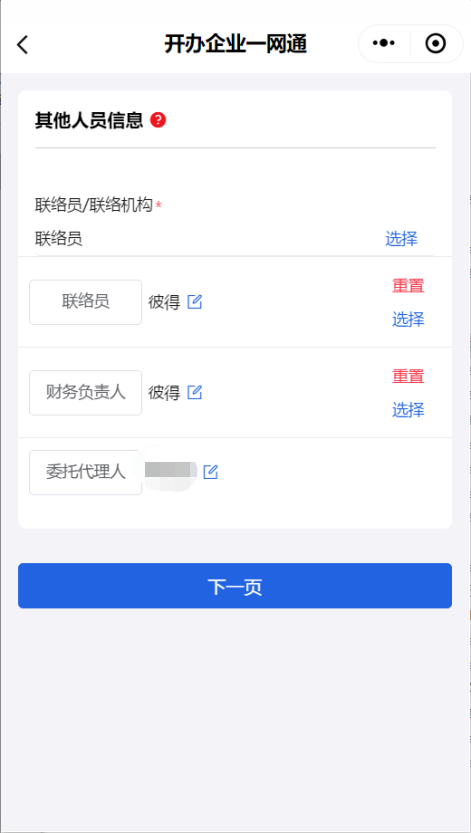 开办企业一网通
其他人员信息 ?
联络员/联络机构*
联络员 选择
重置
联络员 彼得
选择
重置
财务负责人 彼得
选择
委托代理人
下一页